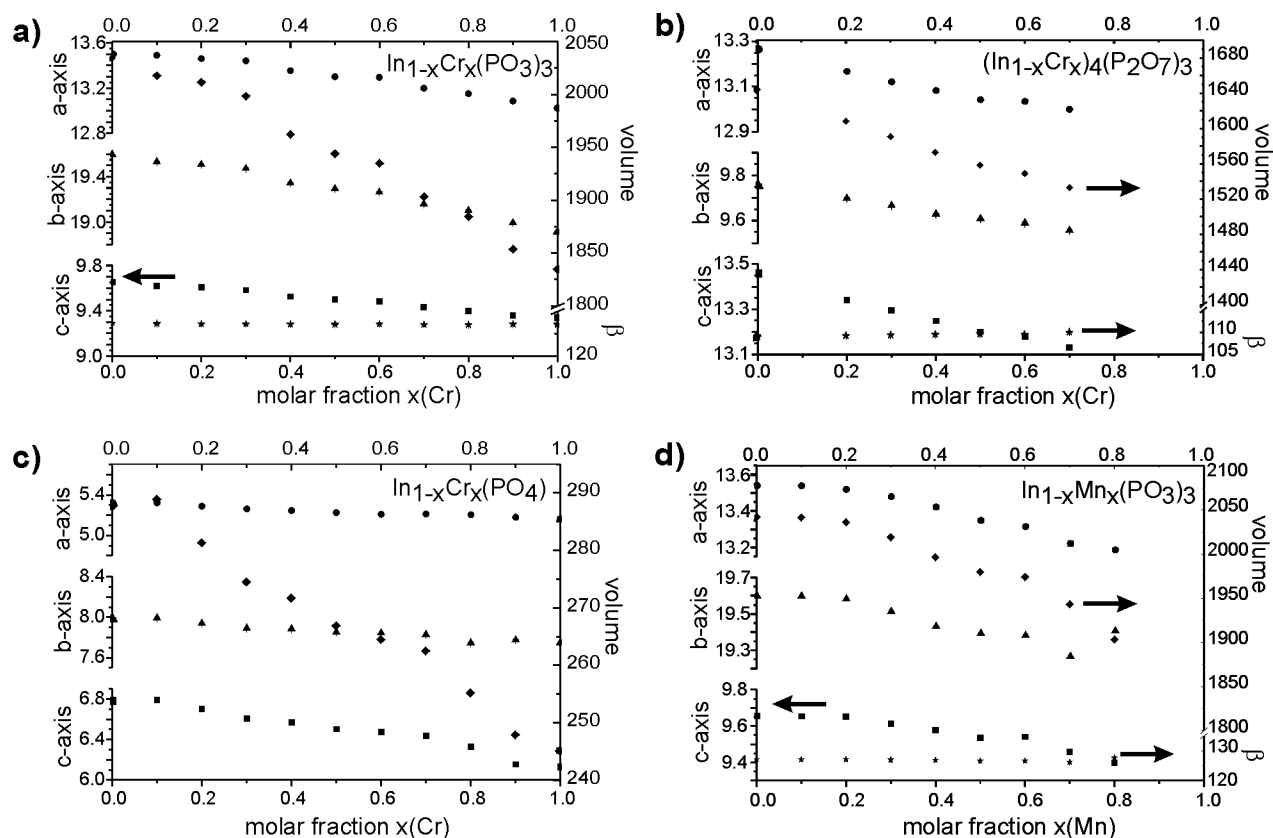 a)
0.0 0.2 0.4 0.6 0.8 1.0
In1-xCrx(PO3)3
a-axis
13.6
13.2
12.8
b-axis
19.4
19.0
c-axis
9.8
9.4
9.0
2050
2000
1950
1900
1850
1800
120
volume
β
0.0 0.2 0.4 0.6 0.8 1.0
molar fraction x(Cr)
b)
0.0 0.2 0.4 0.6 0.8 1.0
(In1-xCrx)4(P2O7)3
a-axis
13.3
13.1
12.9
b-axis
9.8
9.6
c-axis
13.5
13.3
13.1
1680
1640
1600
1560
1520
1480
1440
1400
110
105
volume
β
0.0 0.2 0.4 0.6 0.8 1.0
molar fraction x(Cr)
c)
0.0 0.2 0.4 0.6 0.8 1.0
In1-xCrx(PO4)
a-axis
5.4
5.0
b-axis
8.4
8.0
7.6
c-axis
6.8
6.4
6.0
290
280
270
260
250
240
volume
0.0 0.2 0.4 0.6 0.8 1.0
molar fraction x(Cr)
d)
0.0 0.2 0.4 0.6 0.8 1.0
In1-xMnx(PO3)3
a-axis
13.6
13.4
13.2
b-axis
19.7
19.5
19.3
c-axis
9.8
9.6
9.4
2100
2050
2000
1950
1900
1850
1800
130
120
volume
β
0.0 0.2 0.4 0.6 0.8 1.0
molar fraction x(Mn)